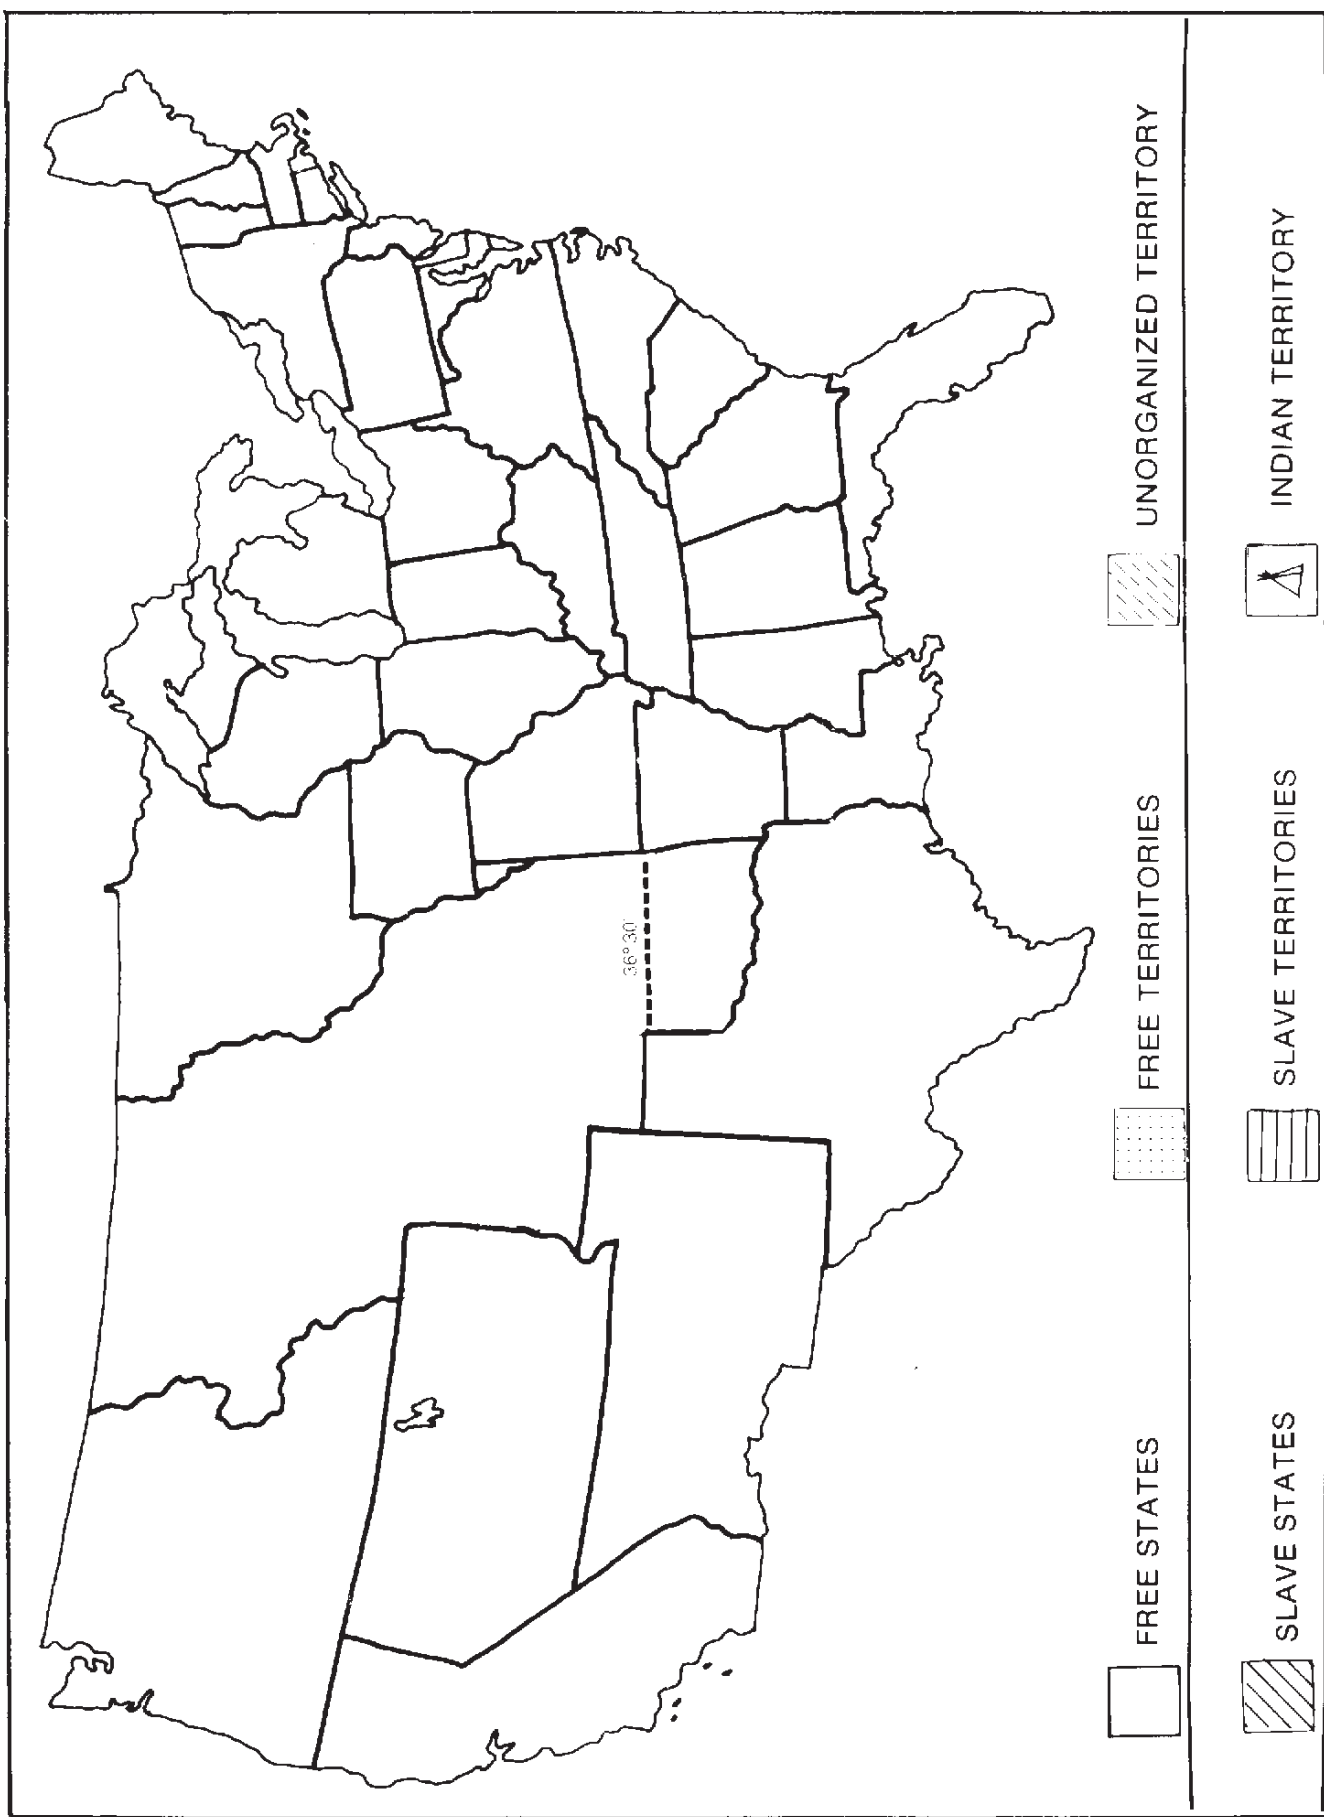 36° 30'
FREE STATES
FREE TERRITORIES
UNORGANIZED TERRITORY
SLAVE STATES
SLAVE TERRITORIES
INDIAN TERRITORY